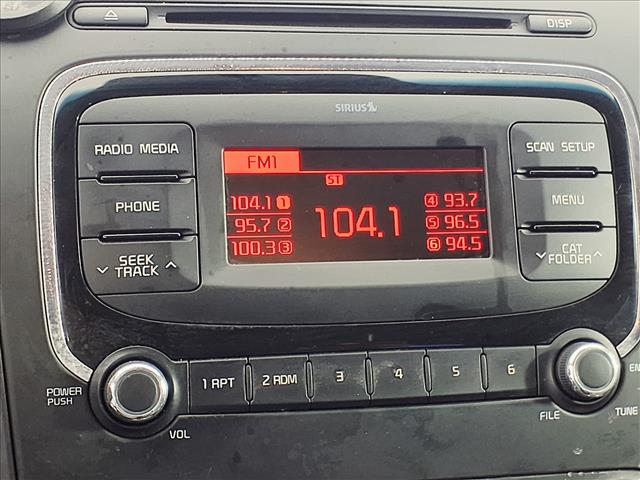 DISP
SIRIUS
RADIO MEDIA
SCAN SETUP
FM1
ST
PHONE
MENU
104.1 1
95.7 2
100.3 3
104.1
4 93.7
5 96.5
6 94.5
SEEK
TRACK
CAT
FOLDER
POWER
PUSH
VOL
1 RPT
2 RDM
3
4
5
6
FILE
TUNE